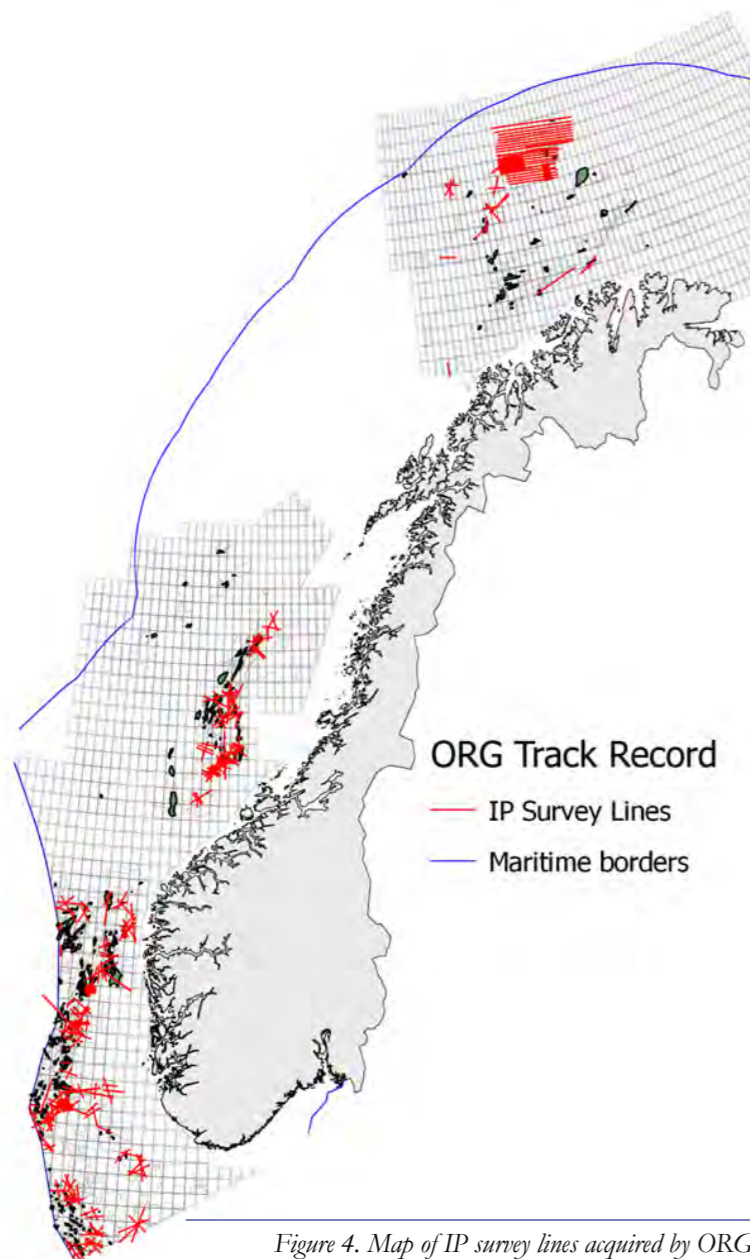 ORG Track Record
IP Survey Lines
Maritime borders
Figure 4. Map of IP survey lines acquired by ORG